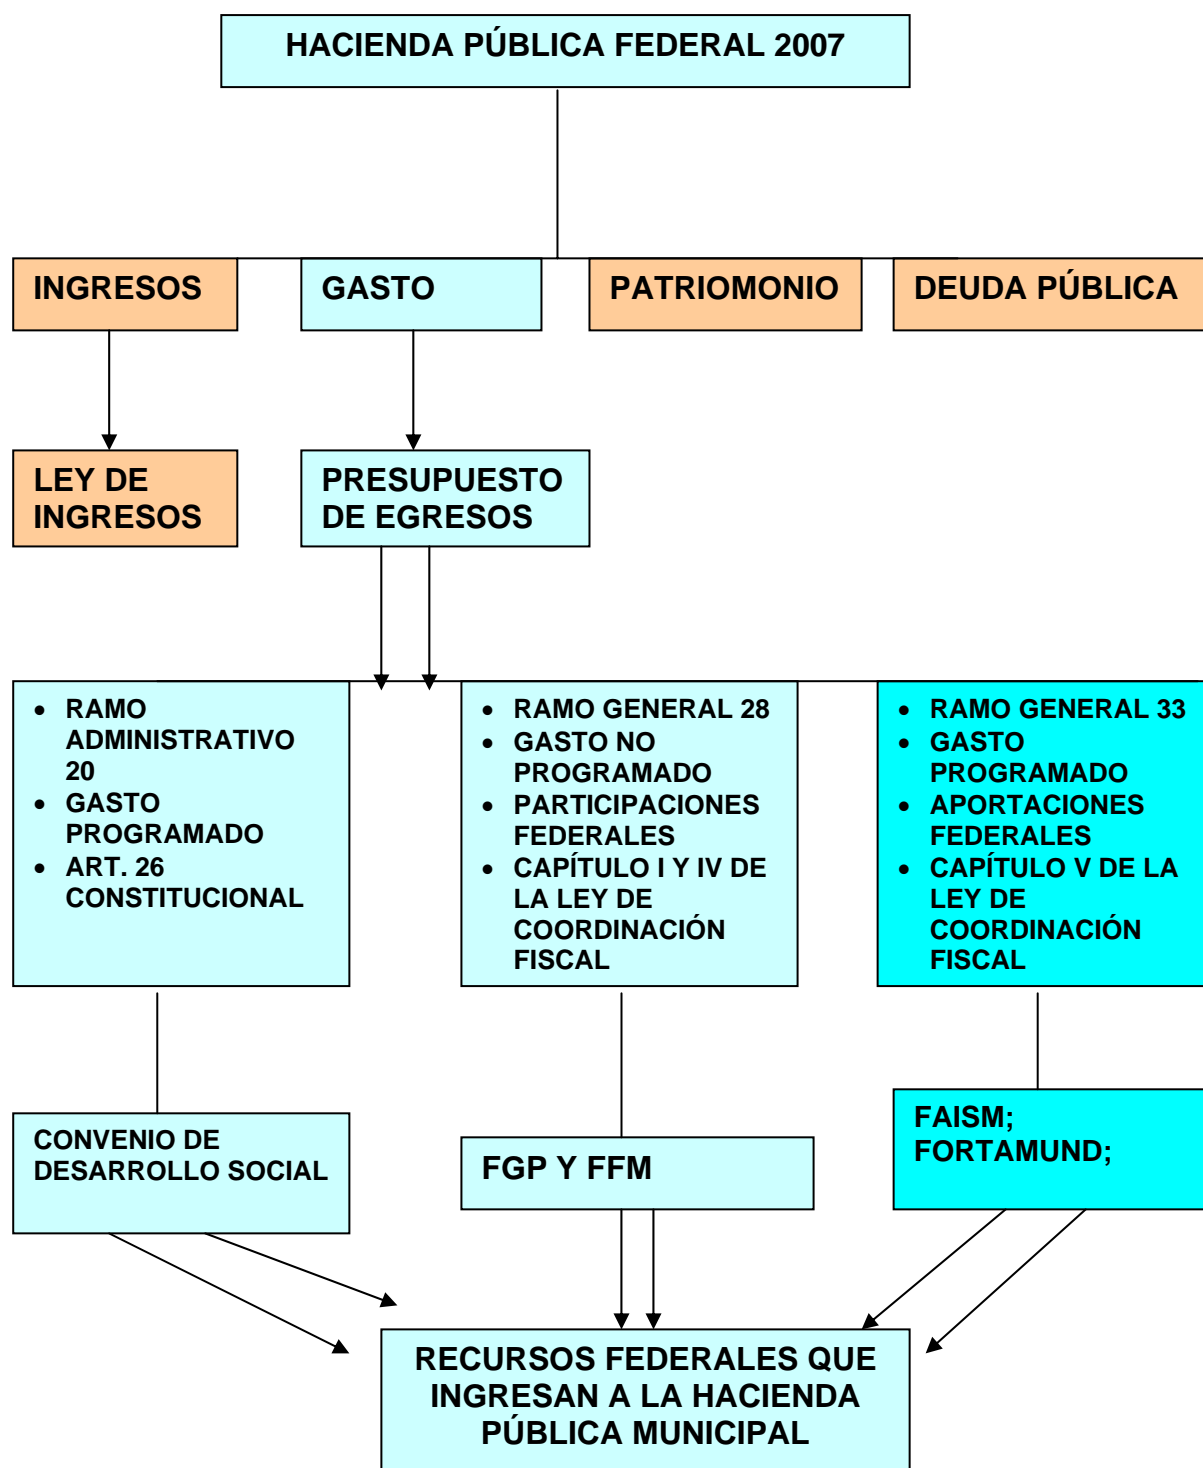 HACIENDA PÚBLICA FEDERAL 2007
INGRESOS
GASTO
PATRIOMONIO
DEUDA PÚBLICA
LEY DE
INGRESOS
PRESUPUESTO
DE EGRESOS
• RAMO
ADMINISTRATIVO
20
• GASTO
PROGRAMADO
• ART. 26
CONSTITUCIONAL
• RAMO GENERAL 28
• GASTO NO
PROGRAMADO
• PARTICIPACIONES
FEDERALES
• CAPÍTULO I Y IV DE
LA LEY DE
COORDINACIÓN
FISCAL
• RAMO GENERAL 33
• GASTO
PROGRAMADO
• APORTACIONES
FEDERALES
• CAPÍTULO V DE LA
LEY DE
COORDINACIÓN
FISCAL
CONVENIO DE
DESARROLLO SOCIAL
FGP Y FFM
FAISM;
FORTAMUND;
RECURSOS FEDERALES QUE
INGRESAN A LA HACIENDA
PÚBLICA MUNICIPAL